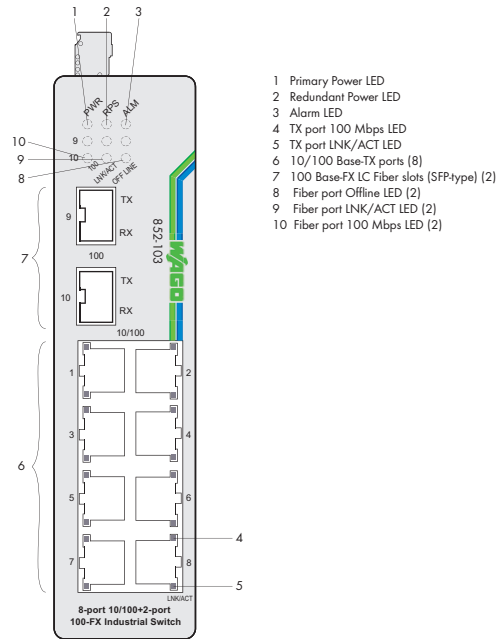 1 2 3
PWR RPS ALM
9
10
100 LNK/ACT OFF LINE
10
9
8
TX
9
RX
100
852-103
WAGO
7
TX
10
RX
10/100
1 2
3 4
6
5 6
4
7 8
5
LNK/ACT
8-port 10/100+2-port
100-FX Industrial Switch
1 Primary Power LED
2 Redundant Power LED
3 Alarm LED
4 TX port 100 Mbps LED
5 TX port LNK/ACT LED
6 10/100 Base-TX ports (8)
7 100 Base-FX LC Fiber slots (SFP-type) (2)
8 Fiber port Offline LED (2)
9 Fiber port LNK/ACT LED (2)
10 Fiber port 100 Mbps LED (2)